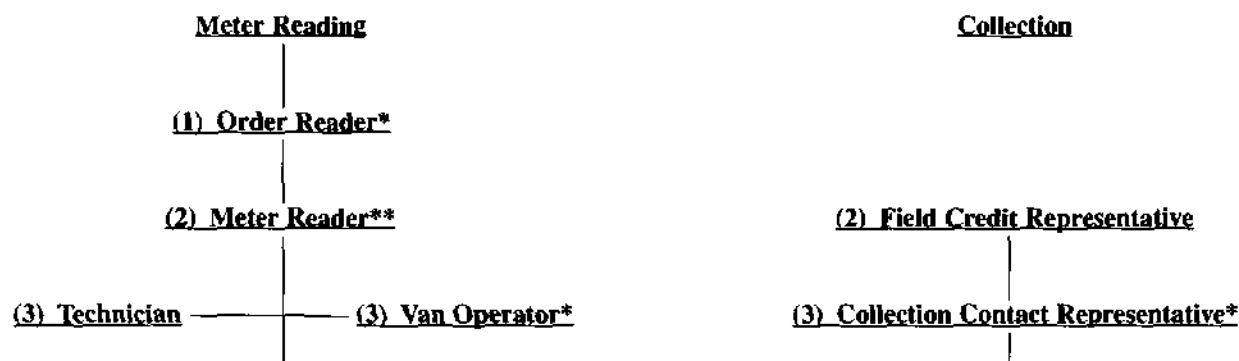 Meter Reading Collection
(1) Order Reader*
(2) Meter Reader** (2) Field Credit Representative
(3) Technician (3) Van Operator* (3) Collection Contact Representative*